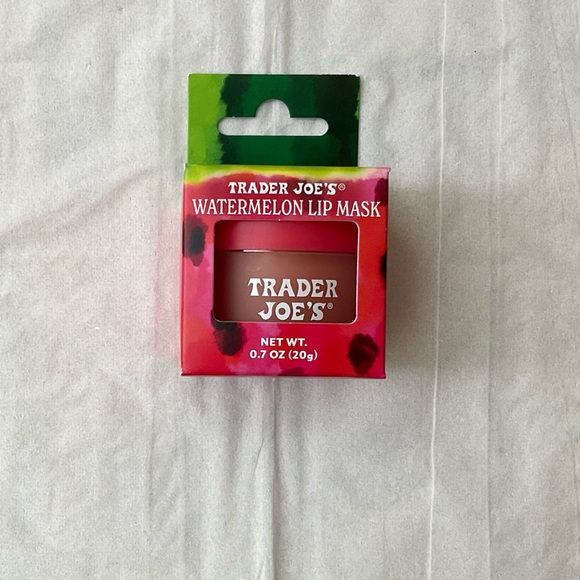 TRADER JOE'S®
WATERMELON LIP MASK
TRADER
JOE'S®
NET WT.
0.7 OZ (20g)